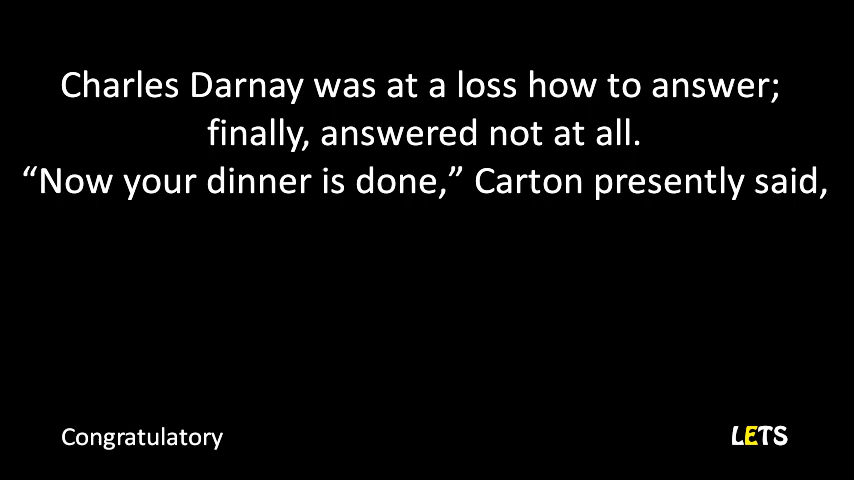 Charles Darnay was at a loss how to answer;
finally, answered not at all.
“Now your dinner is done,” Carton presently said,
Congratulatory
LETS